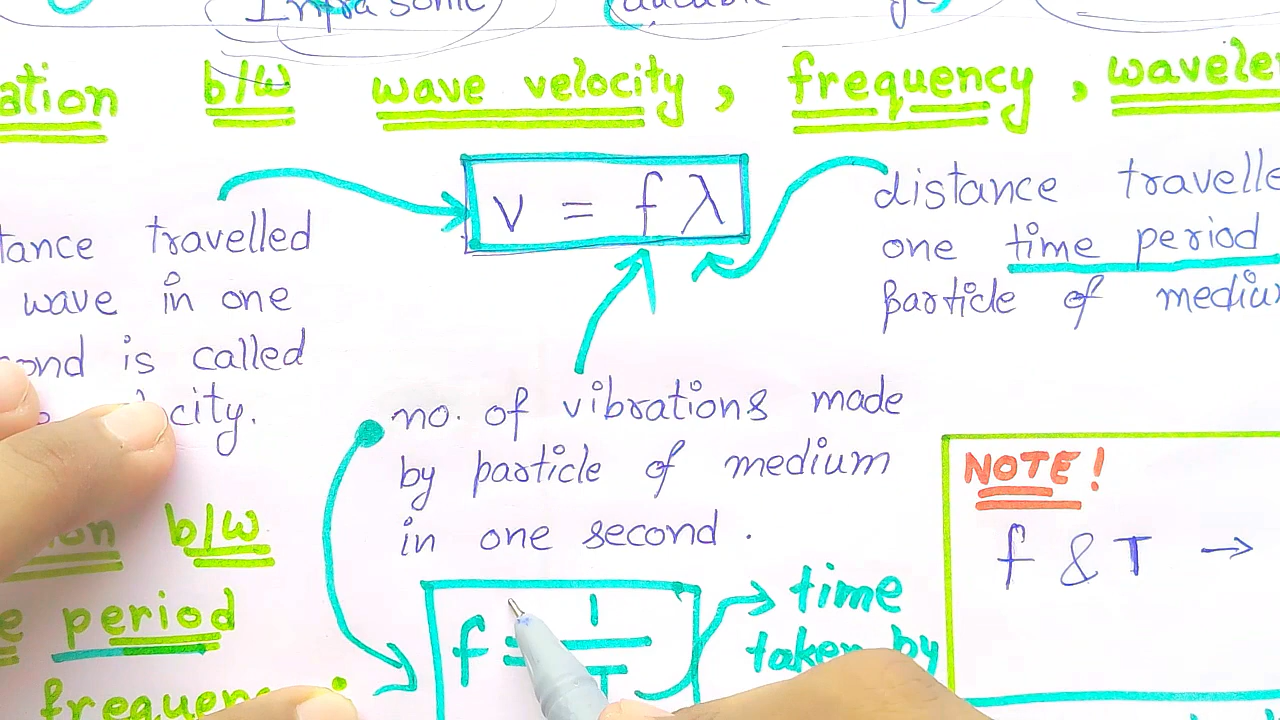 Infrasonic
ation b/w wave velocity, frequency, wavele
v = f λ
tance travelled
wave in one
cond is called
city.
distance travelle
one time period
particle of mediu
no. of vibrations made
by particle of medium
in one second.
NOTE!
f & T →
b/w
e period
frequen
f = 1
T
time
taken by